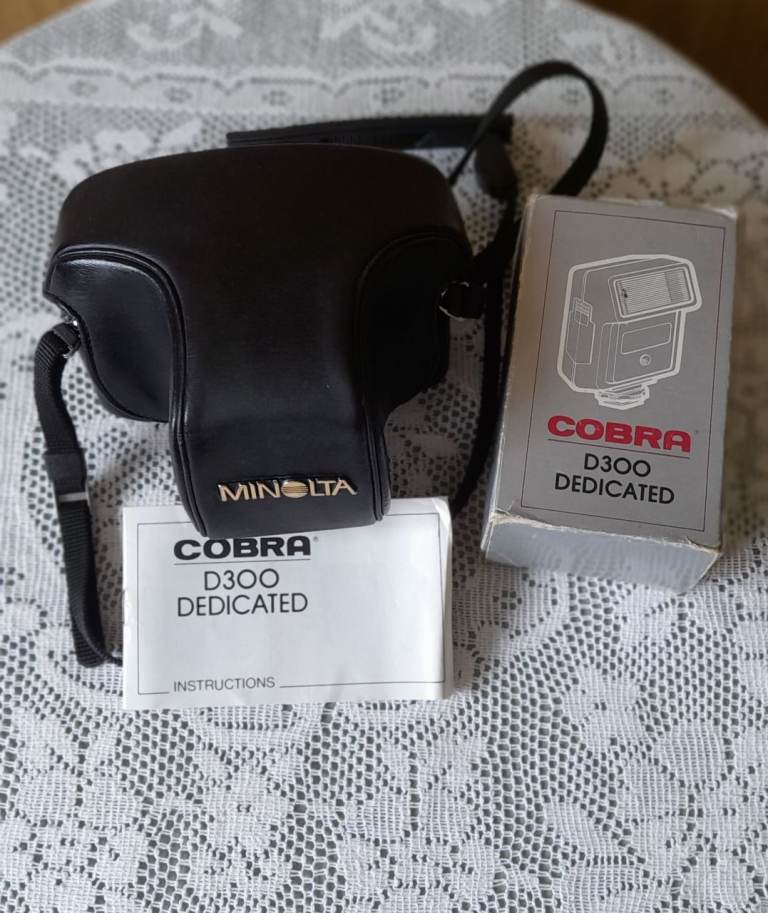 MINOLTA
COBRA
D300
DEDICATED
INSTRUCTIONS
COBRA
D300
DEDICATED